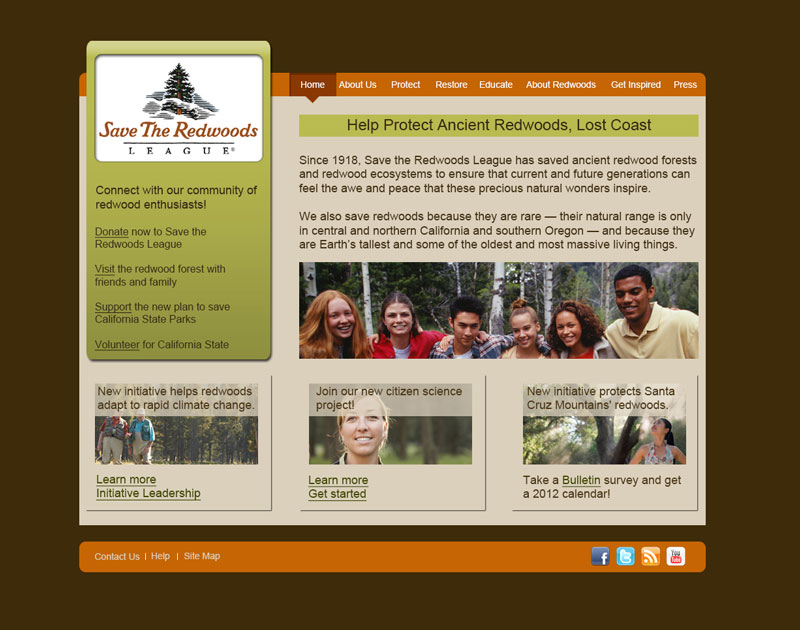 Save The Redwoods
LEAGUE®
Home
About Us
Protect
Restore
Educate
About Redwoods
Get Inspired
Press
Connect with our community of
redwood enthusiasts!
Donate now to Save the
Redwoods League
Visit the redwood forest with
friends and family
Support the new plan to save
California State Parks
Volunteer for California State
Help Protect Ancient Redwoods, Lost Coast
Since 1918, Save the Redwoods League has saved ancient redwood forests
and redwood ecosystems to ensure that current and future generations can
feel the awe and peace that these precious natural wonders inspire.
We also save redwoods because they are rare — their natural range is only
in central and northern California and southern Oregon — and because they
are Earth's tallest and some of the oldest and most massive living things.
New initiative helps redwoods
adapt to rapid climate change.
Learn more
Initiative Leadership
Join our new citizen science
project!
Learn more
Get started
New initiative protects Santa
Cruz Mountains' redwoods.
Take a Bulletin survey and get
a 2012 calendar!
Contact Us | Help | Site Map
You Tube